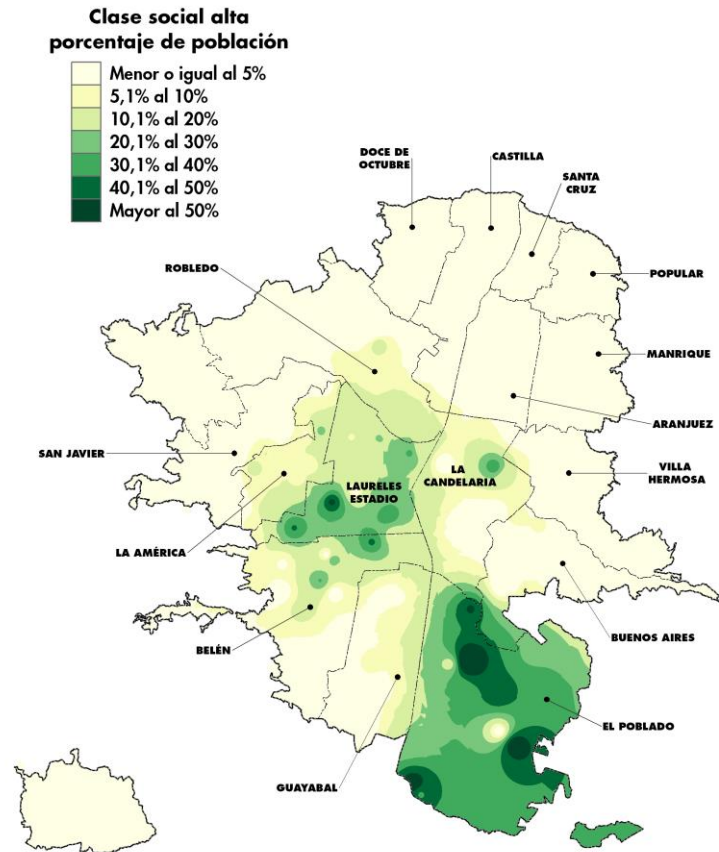 Clase social alta
porcentaje de población
Menor o igual al 5%
5,1% al 10%
10,1% al 20%
20,1% al 30%
30,1% al 40%
40,1% al 50%
Mayor al 50%
DOCE DE
OCTUBRE
CASTILLA
SANTA
CRUZ
ROBLEDO
POPULAR
MANRIQUE
ARANJUEZ
SAN JAVIER
LA
CANDELARIA
VILLA
HERMOSA
LAURELES
ESTADIO
LA AMÉRICA
BELÉN
BUENOS AIRES
EL POBLADO
GUAYABAL